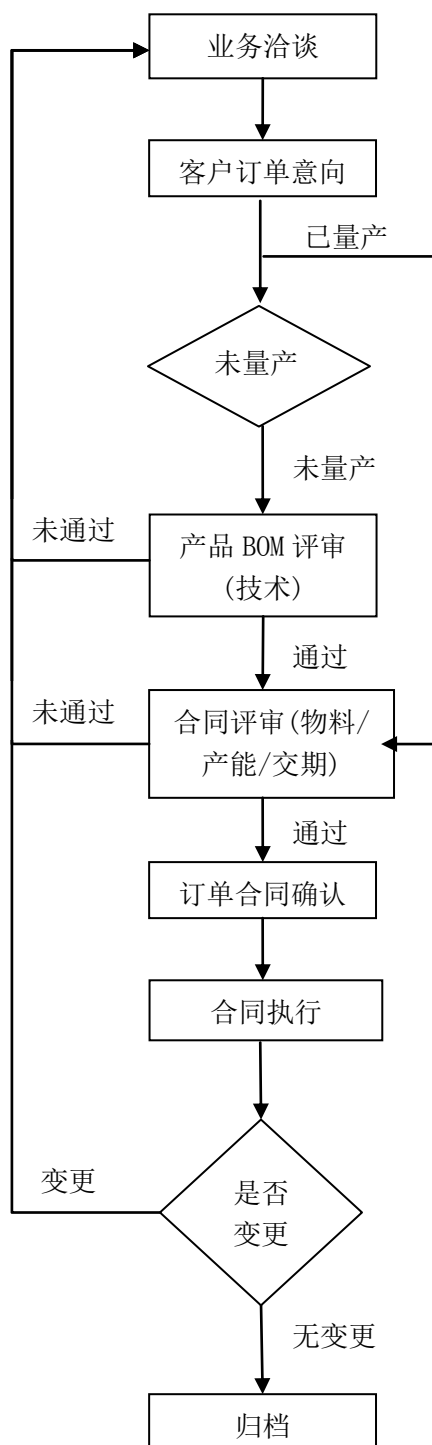 业务洽谈
客户订单意向
已量产
未量产
未量产
未通过
产品 BOM 评审
(技术)
通过
未通过
合同评审(物料/
产能/交期)
通过
订单合同确认
合同执行
变更
是否
变更
无变更
归档